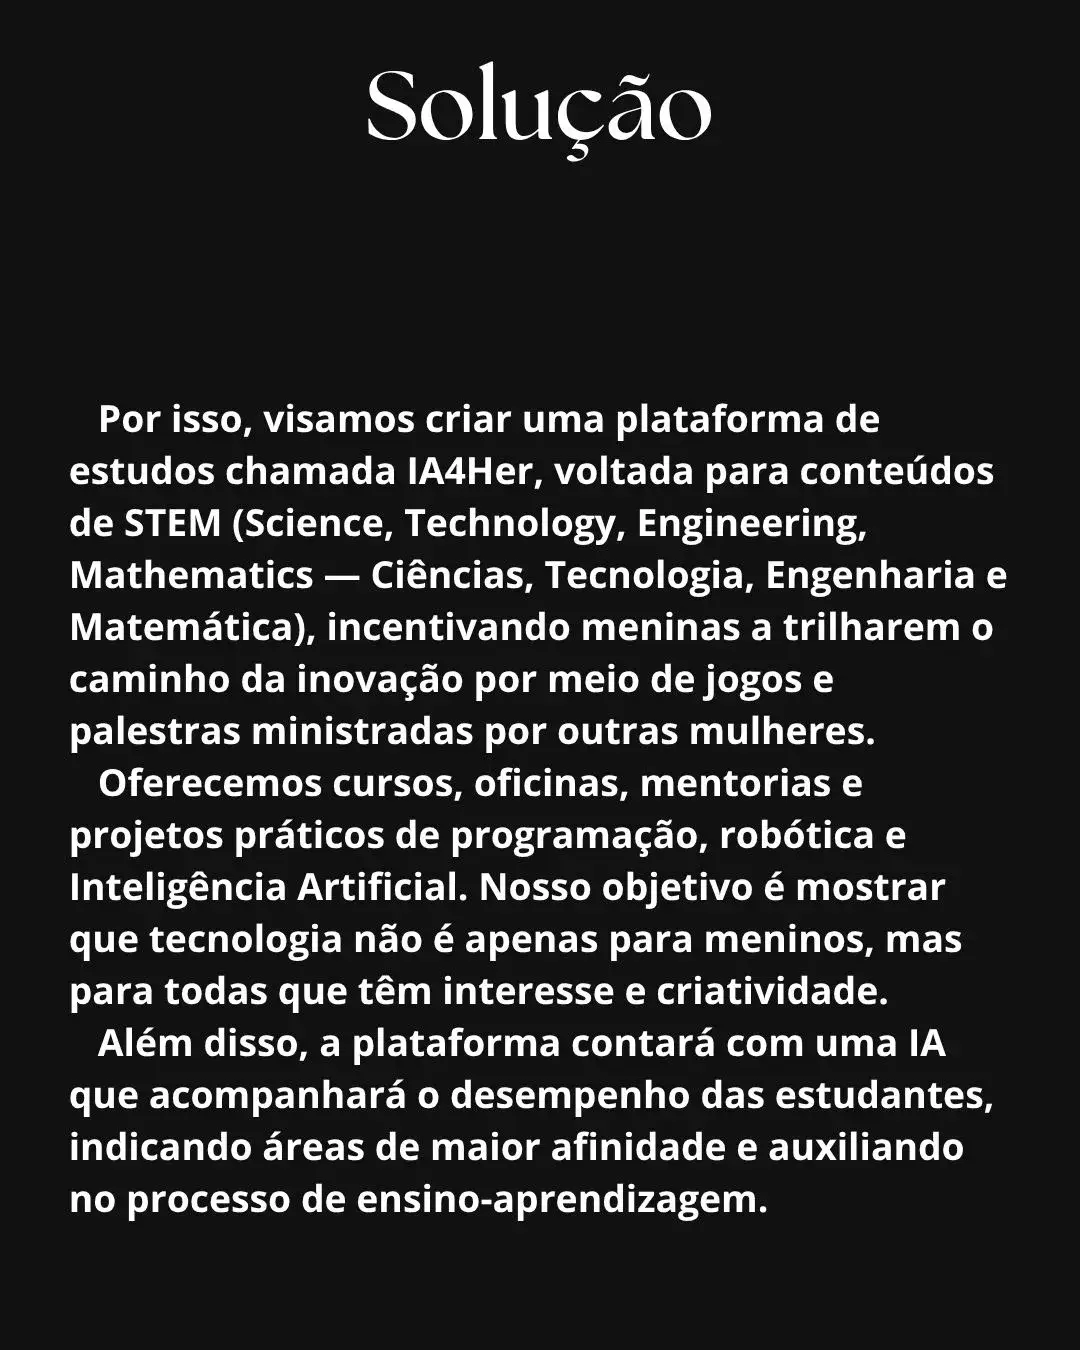 Solução
Por isso, visamos criar uma plataforma de
estudos chamada IA4Her, voltada para conteúdos
de STEM (Science, Technology, Engineering,
Mathematics — Ciências, Tecnologia, Engenharia e
Matemática), incentivando meninas a trilharem o
caminho da inovação por meio de jogos e
palestras ministradas por outras mulheres.
Oferecemos cursos, oficinas, mentorias e
projetos práticos de programação, robótica e
Inteligência Artificial. Nosso objetivo é mostrar
que tecnologia não é apenas para meninos, mas
para todas que têm interesse e criatividade.
Além disso, a plataforma contará com uma IA
que acompanhará o desempenho das estudantes,
indicando áreas de maior afinidade e auxiliando
no processo de ensino-aprendizagem.